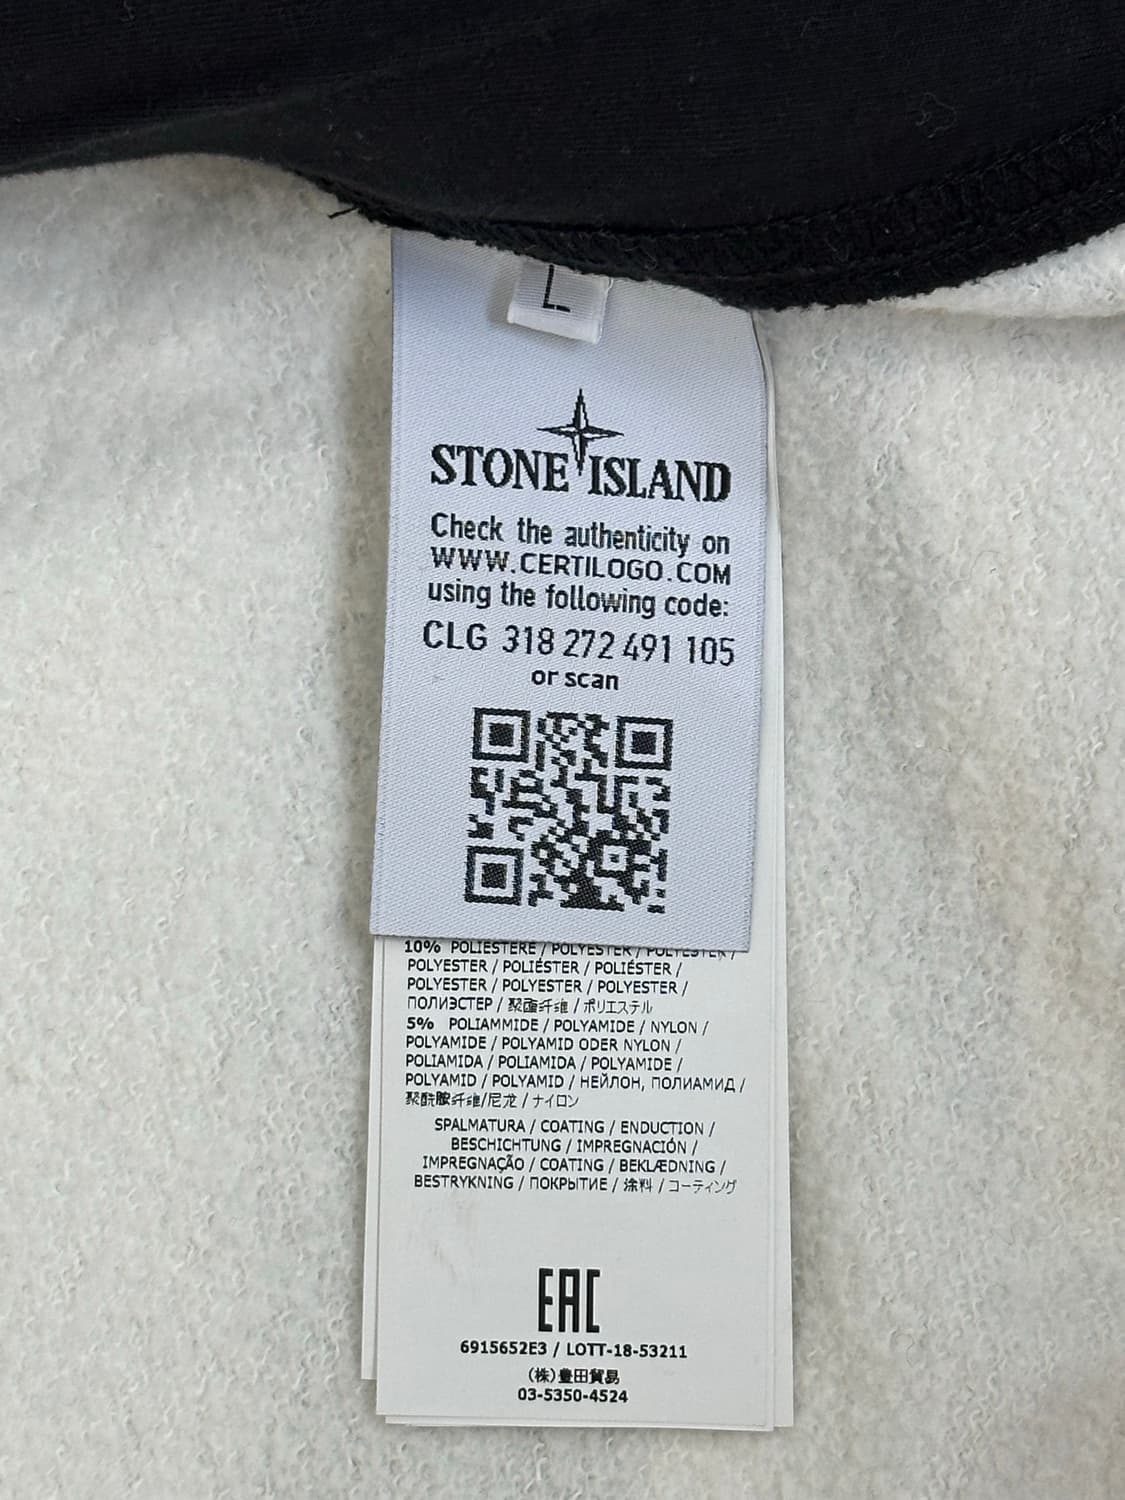 L
STONE ISLAND
Check the authenticity on
WWW.CERTILOGO.COM
using the following code:
CLG 318 272 491 105
or scan
10% POLIESTERE / POLYESTER / POLYESTER /
POLYESTER / POLIÉSTER / POLIÉSTER /
POLYESTER / POLYESTER / POLYESTER /
ПОЛИЭСТЕР / 聚酯纤维 / ポリエステル
5% POLIAMMIDE / POLYAMIDE / NYLON /
POLYAMIDE / POLYAMID ODER NYLON /
POLIAMIDA / POLIAMIDA / POLYAMIDE /
POLYAMID / POLYAMID / НЕЙЛОН, ПОЛИАМИД /
聚酰胺纤维/尼龙 / ナイロン
SPALMATURA / COATING / ENDUCTION /
BESCHICHTUNG / IMPREGNACIÓN /
IMPREGNAÇÃO / COATING / BEKLÆDNING /
BESTRYKNING / ПОКРЫТИЕ / 涂料 / コーティング
EAC
6915652E3 / LOTT-18-53211
(株)豊田貿易
03-5350-4524